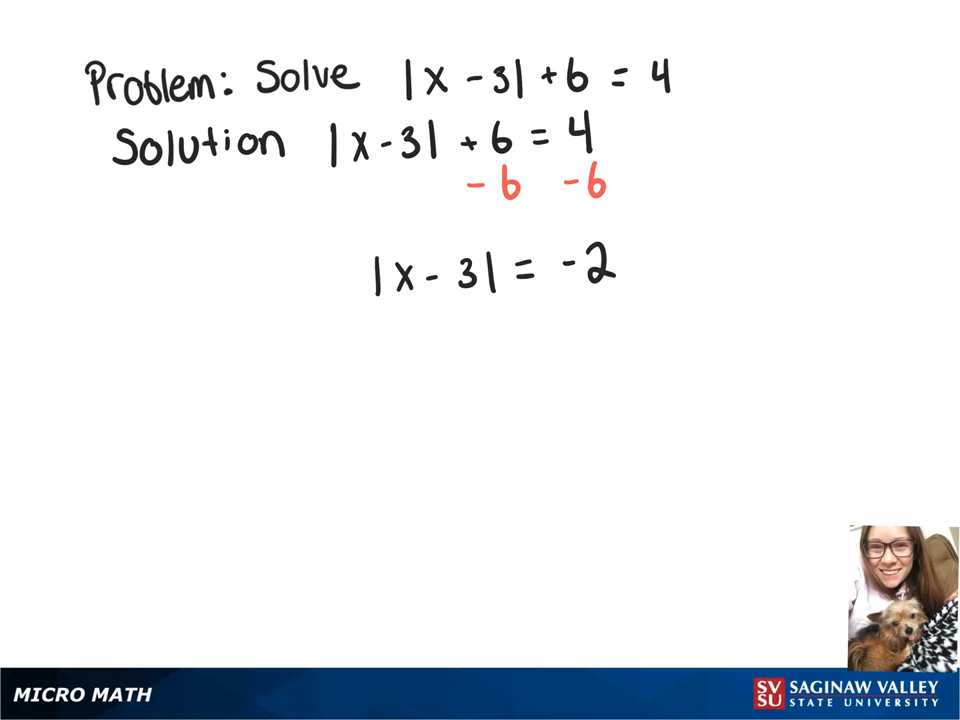 Problem: Solve |x - 3| + 6 = 4
Solution |x - 3| + 6 = 4
- 6 - 6
|x - 3| = - 2
MICRO MATH
SV
SU
SAGINAW VALLEY
STATE UNIVERSITY